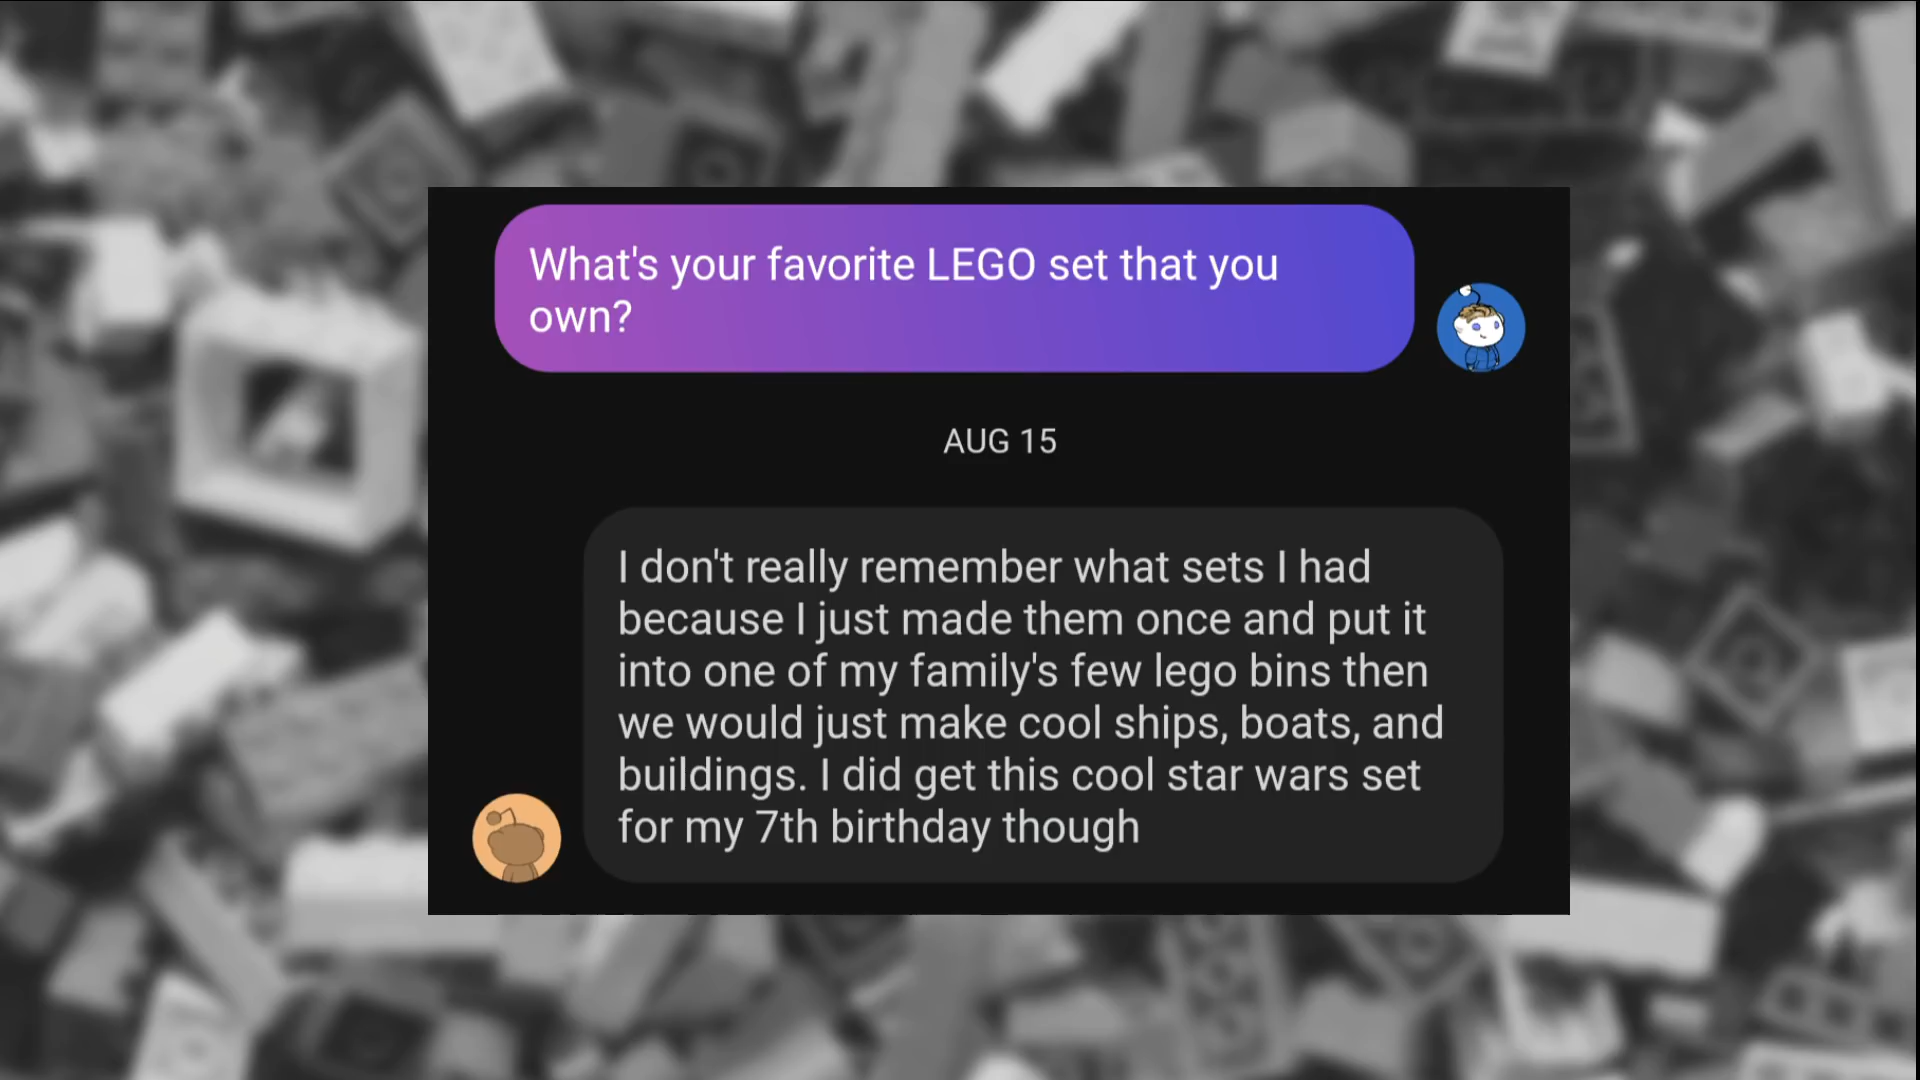 What's your favorite LEGO set that you
own?
AUG 15
I don't really remember what sets I had
because I just made them once and put it
into one of my family's few lego bins then
we would just make cool ships, boats, and
buildings. I did get this cool star wars set
for my 7th birthday though